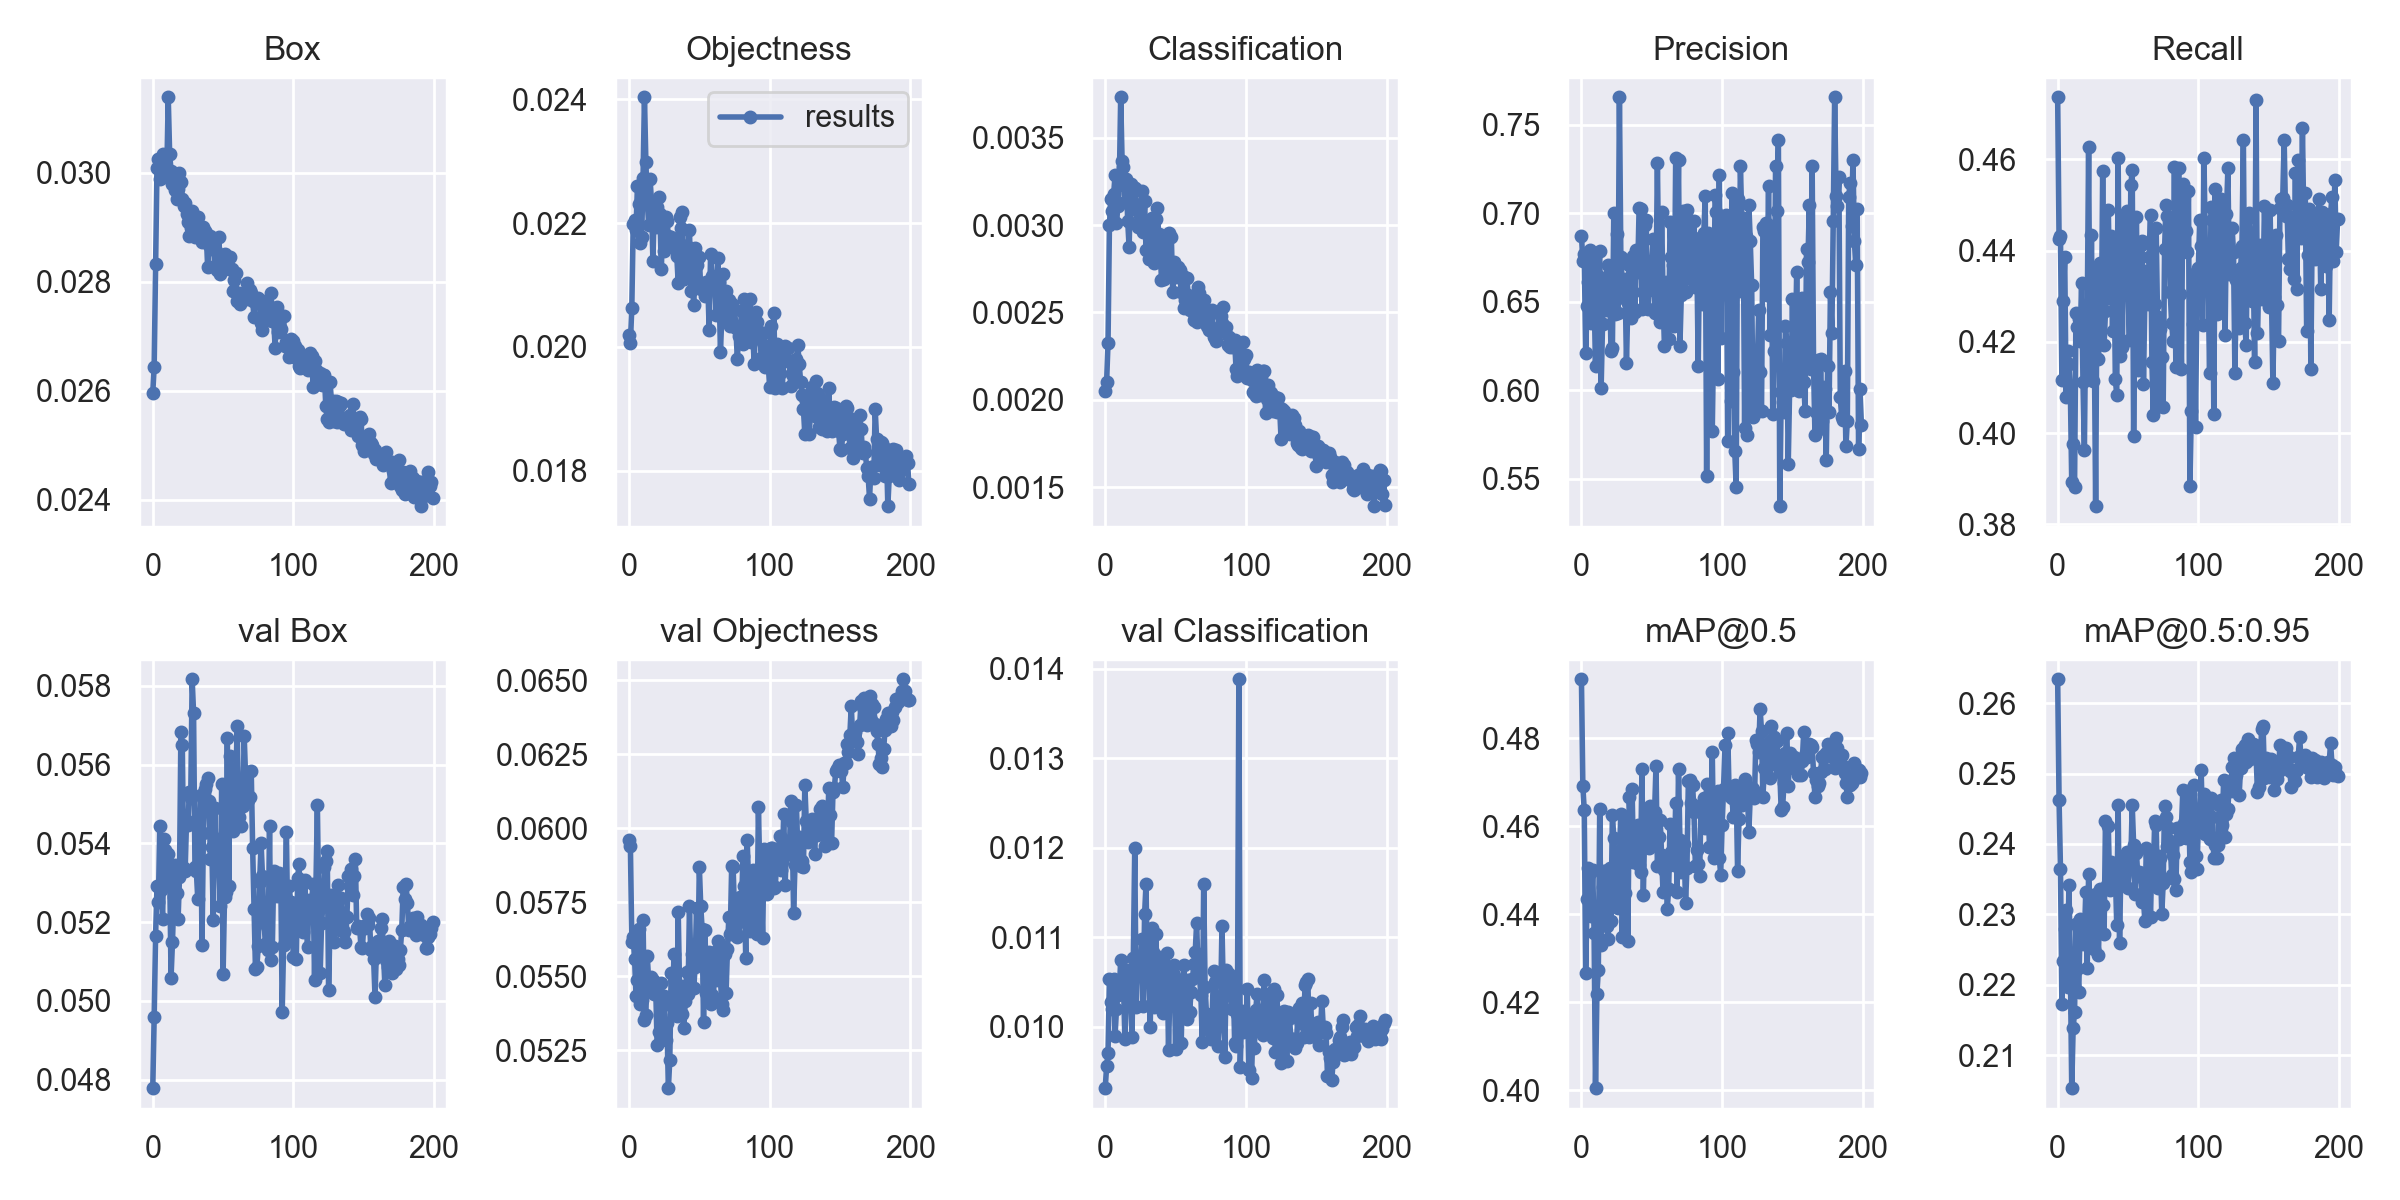 Box
0.030
0.028
0.026
0.024
0 100 200
Objectness
results
0.024
0.022
0.020
0.018
0 100 200
Classification
0.0035
0.0030
0.0025
0.0020
0.0015
0 100 200
Precision
0.75
0.70
0.65
0.60
0.55
0 100 200
Recall
0.46
0.44
0.42
0.40
0.38
0 100 200
val Box
0.058
0.056
0.054
0.052
0.050
0.048
0 100 200
val Objectness
0.0650
0.0625
0.0600
0.0575
0.0550
0.0525
0 100 200
val Classification
0.014
0.013
0.012
0.011
0.010
0 100 200
mAP@0.5
0.48
0.46
0.44
0.42
0.40
0 100 200
mAP@0.5:0.95
0.26
0.25
0.24
0.23
0.22
0.21
0 100 200